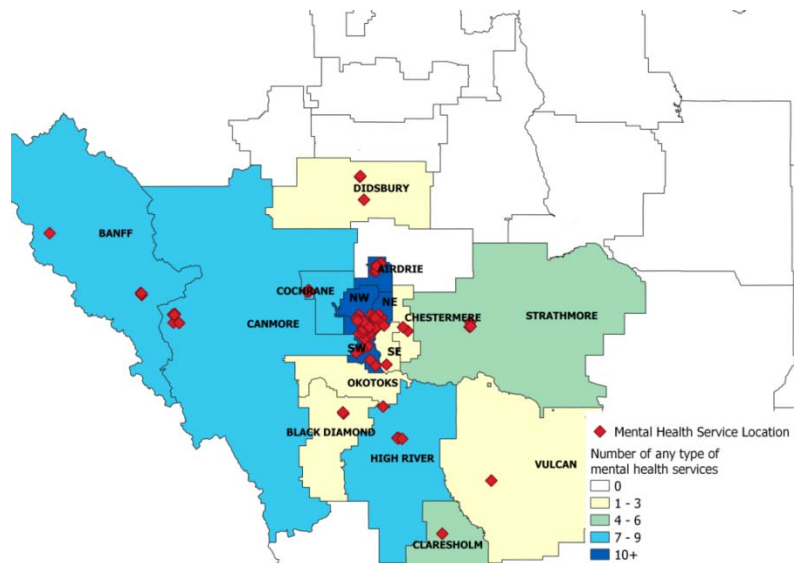 DIDSBURY
BANFF
AIRDRIE
COCHRANE
NW
NE
CANMORE
CHESTERMERE
STRATHMORE
SW
SE
OKOTOKS
BLACK DIAMOND
HIGH RIVER
VULCAN
CLARESHOLM
Mental Health Service Location
Number of any type of
mental health services
0
1 - 3
4 - 6
7 - 9
10+